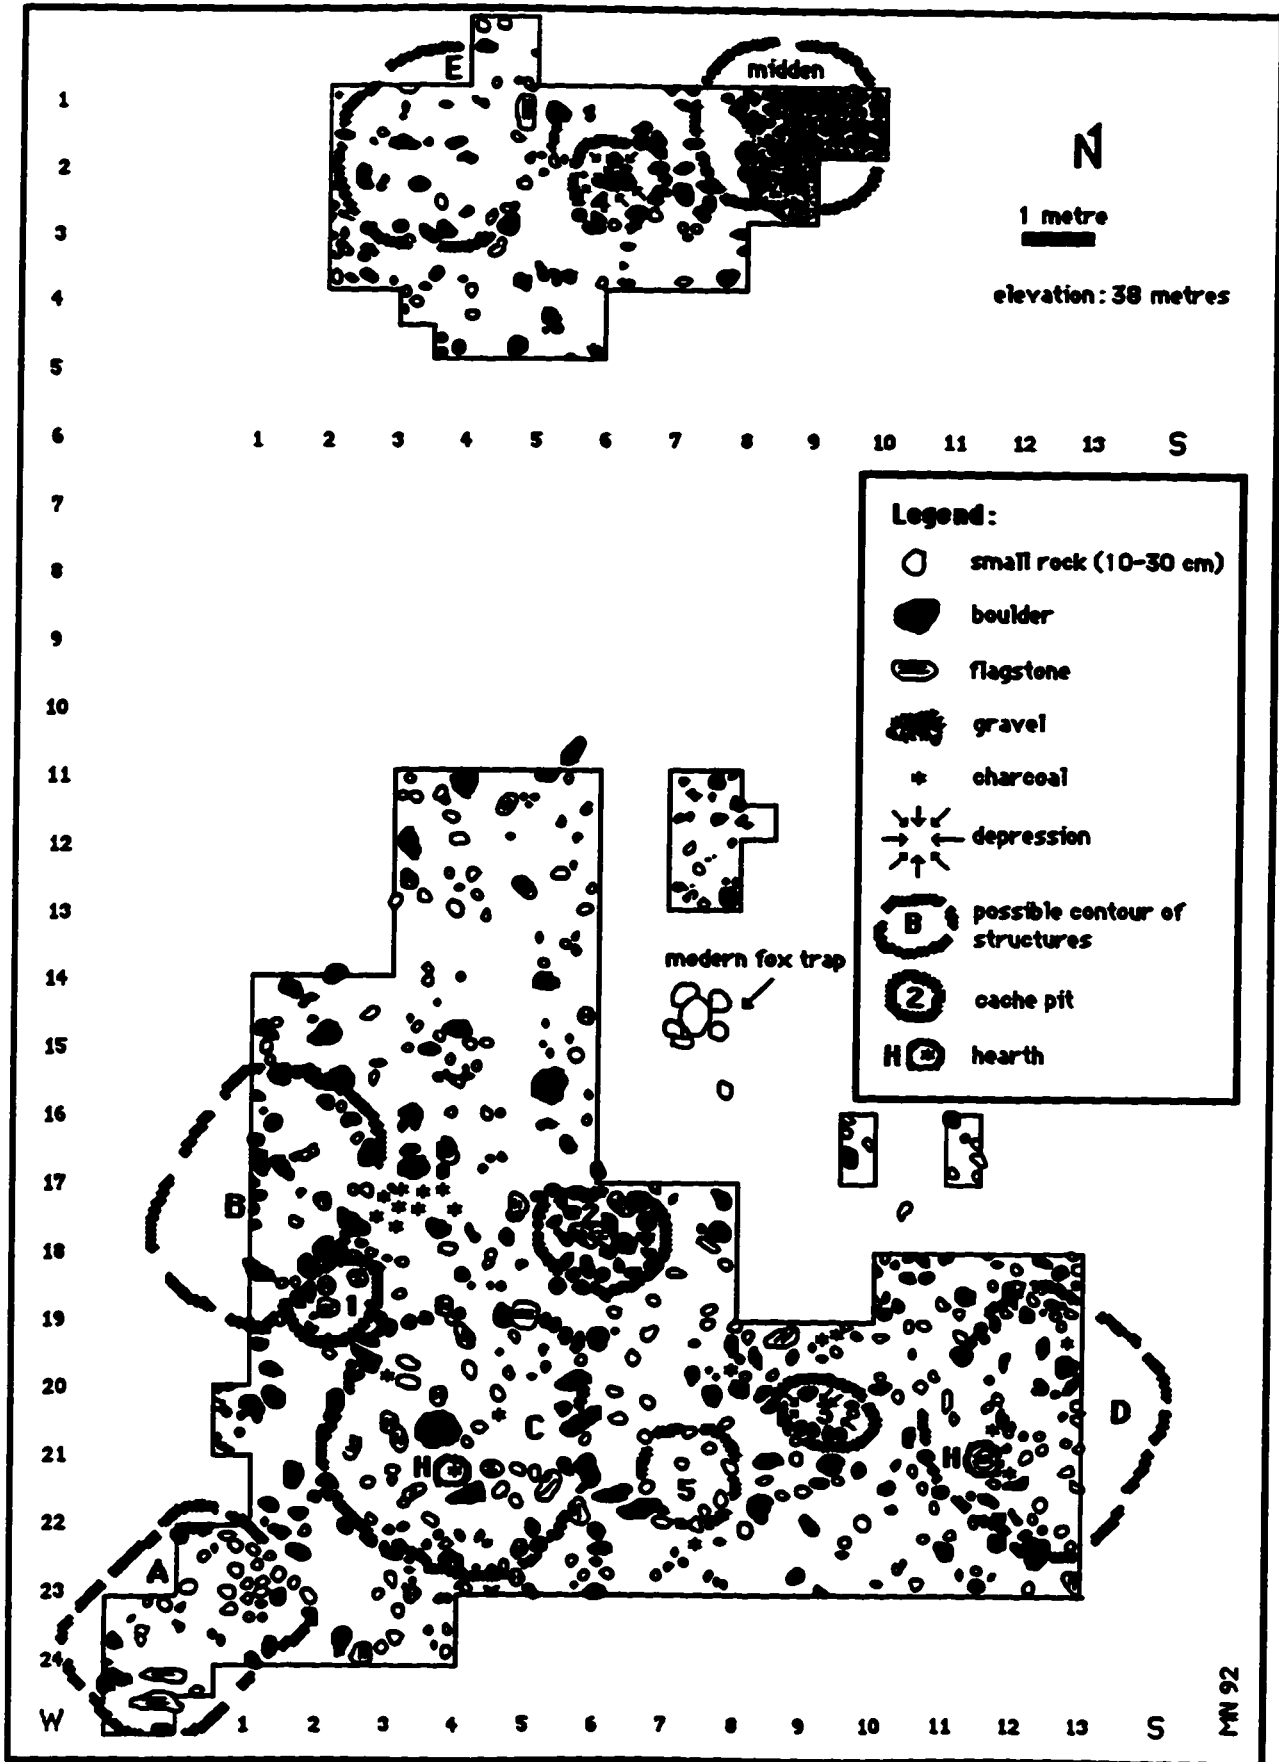 E
midden
1
2
3
4
5
6
N
1 metre
elevation: 38 metres
4
1 2 3 4 5 6 7 8 9 10 11 12 13 S
7
8
9
10
11
12
13
14
15
16
17
18
19
20
21
22
23
24
Legend:
small rock (10-30 cm)
boulder
flagstone
gravel
charcoal
depression
B possible contour of
structures
2 cache pit
H * hearth
modern fox trap
B
2
1
3
C
D
H
H
5
A
W 1 2 3 4 5 6 7 8 9 10 11 12 13 S
MN 92